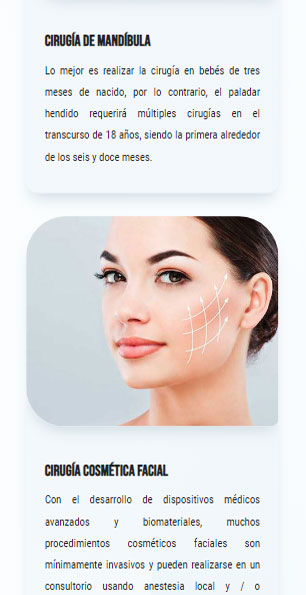 CIRUGÍA DE MANDÍBULA
Lo mejor es realizar la cirugía en bebés de tres
meses de nacido, por lo contrario, el paladar
hendido requerirá múltiples cirugías en el
transcurso de 18 años, siendo la primera alrededor
de los seis y doce meses.
CIRUGÍA COSMÉTICA FACIAL
Con el desarrollo de dispositivos médicos
avanzados y biomateriales, muchos
procedimientos cosméticos faciales son
mínimamente invasivos y pueden realizarse en un
consultorio usando anestesia local y / o